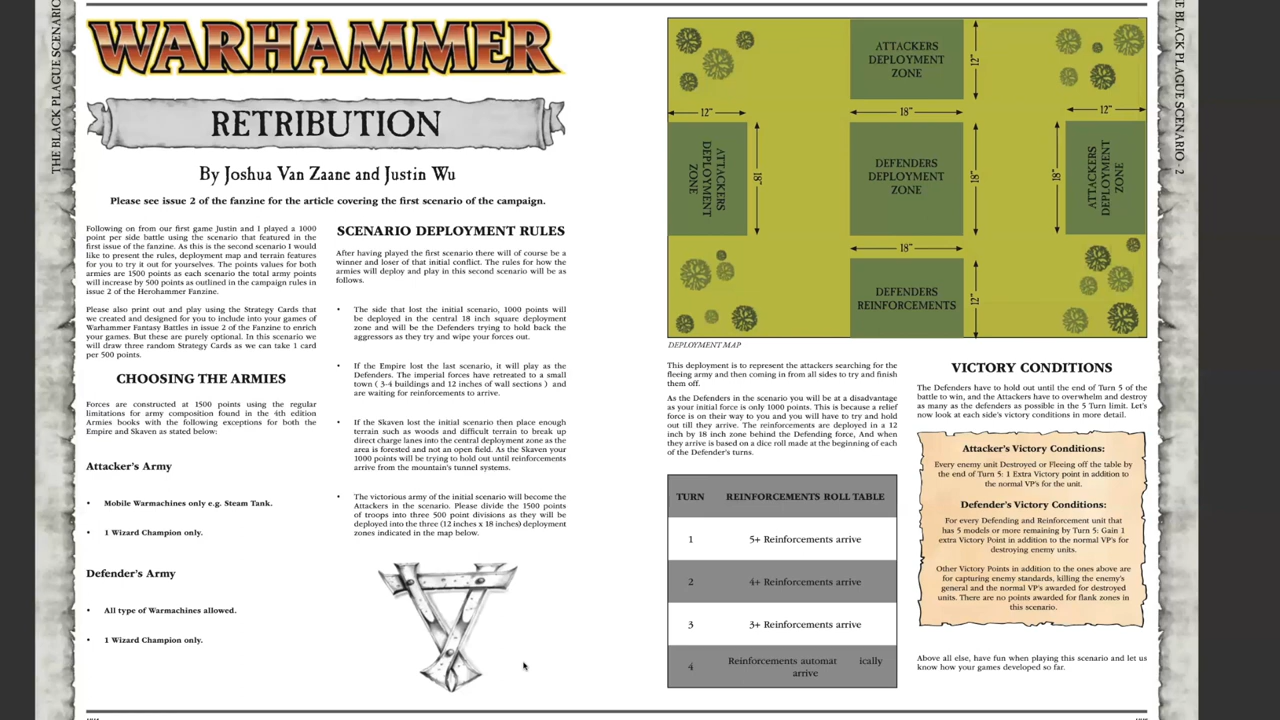 THE BLACK PLAGUE SCENARIO
WARHAMMER
RETRIBUTION
By Joshua Van Zaane and Justin Wu
Please see issue 2 of the fanzine for the article covering the first scenario of the campaign.
Following on from our first game Justin and I played a 1000
point per side battle using the scenario that featured in the
first issue of the fanzine. As this is the second scenario I would
like to present the rules, deployment map and terrain features
for you to try it out for yourselves. The points values for both
armies are 1500 points as each scenario the total army points
will increase by 500 points as outlined in the campaign rules in
issue 2 of the Herohammer Fanzine.
Please also print out and play using the Strategy Cards that
we created and designed for you to include into your games of
Warhammer Fantasy Battles in issue 2 of the Fanzine to enrich
your games. But these are purely optional. In this scenario we
will draw three random Strategy Cards as we can take 1 card
per 500 points.
CHOOSING THE ARMIES
Forces are constructed at 1500 points using the regular
limitations for army composition found in the 4th edition
Armies books with the following exceptions for both the
Empire and Skaven as stated below:
Attacker's Army
• Mobile Warmachines only e.g. Steam Tank.
• 1 Wizard Champion only.
Defender's Army
• All type of Warmachines allowed.
• 1 Wizard Champion only.
SCENARIO DEPLOYMENT RULES
After having played the first scenario there will of course be a
winner and loser of that initial conflict. The rules for how the
armies will deploy and play in this second scenario will be as
follows.
• The side that lost the initial scenario, 1000 points will
be deployed in the central 18 inch square deployment
zone and will be the Defenders trying to hold back the
aggressors as they try and wipe your forces out.
• If the Empire lost the last scenario, it will play as the
Defenders. The imperial forces have retreated to a small
town ( 3-4 buildings and 12 inches of wall sections ) and
are waiting for reinforcements to arrive.
• If the Skaven lost the initial scenario then place enough
terrain such as woods and difficult terrain to break up
direct charge lanes into the central deployment zone as the
area is forested and not an open field. As the Skaven your
1000 points will be trying to hold out until reinforcements
arrive from the mountain's tunnel systems.
• The victorious army of the initial scenario will become the
Attackers in the scenario. Please divide the 1500 points
of troops into three 500 point divisions as they will be
deployed into the three (12 inches x 18 inches) deployment
zones indicated in the map below.
ATTACKERS
DEPLOYMENT
ZONE
12"
12"
18"
12"
ATTACKERS
DEPLOYMENT
ZONE
18"
DEFENDERS
DEPLOYMENT
ZONE
18"
18"
ATTACKERS
DEPLOYMENT
ZONE
18"
DEFENDERS
REINFORCEMENTS
12"
DEPLOYMENT MAP
This deployment is to represent the attackers searching for the
fleeing army and then coming in from all sides to try and finish
them off.
As the Defenders in the scenario you will be at a disadvantage
as your initial force is only 1000 points. This is because a relief
force is on their way to you and you will have to try and hold
out till they arrive. The reinforcements are deployed in a 12
inch by 18 inch zone behind the Defending force, And when
they arrive is based on a dice roll made at the beginning of each
of the Defender's turns.
TURN REINFORCEMENTS ROLL TABLE
1 5+ Reinforcements arrive
2 4+ Reinforcements arrive
3 3+ Reinforcements arrive
4 Reinforcements automat ically
arrive
VICTORY CONDITIONS
The Defenders have to hold out until the end of Turn 5 of the
battle to win, and the Attackers have to overwhelm and destroy
as many as the defenders as possible in the 5 Turn limit. Let's
now look at each side's victory conditions in more detail.
Attacker's Victory Conditions:
Every enemy unit Destroyed or Fleeing off the table by
the end of Turn 5: 1 Extra Victory point in addition to
the normal VP's for the unit.
Defender's Victory Conditions:
For every Defending and Reinforcement unit that
has 5 models or more remaining by Turn 5: Gain 1
extra Victory Point in addition to the normal VP's for
destroying enemy units.
Other Victory Points in addition to the ones above are
for capturing enemy standards, killing the enemy's
general and the normal VP's awarded for destroyed
units. There are no points awarded for flank zones in
this scenario.
Above all else, have fun when playing this scenario and let us
know how your games developed so far.
THE BLACK PLAGUE SCENARIO - 2